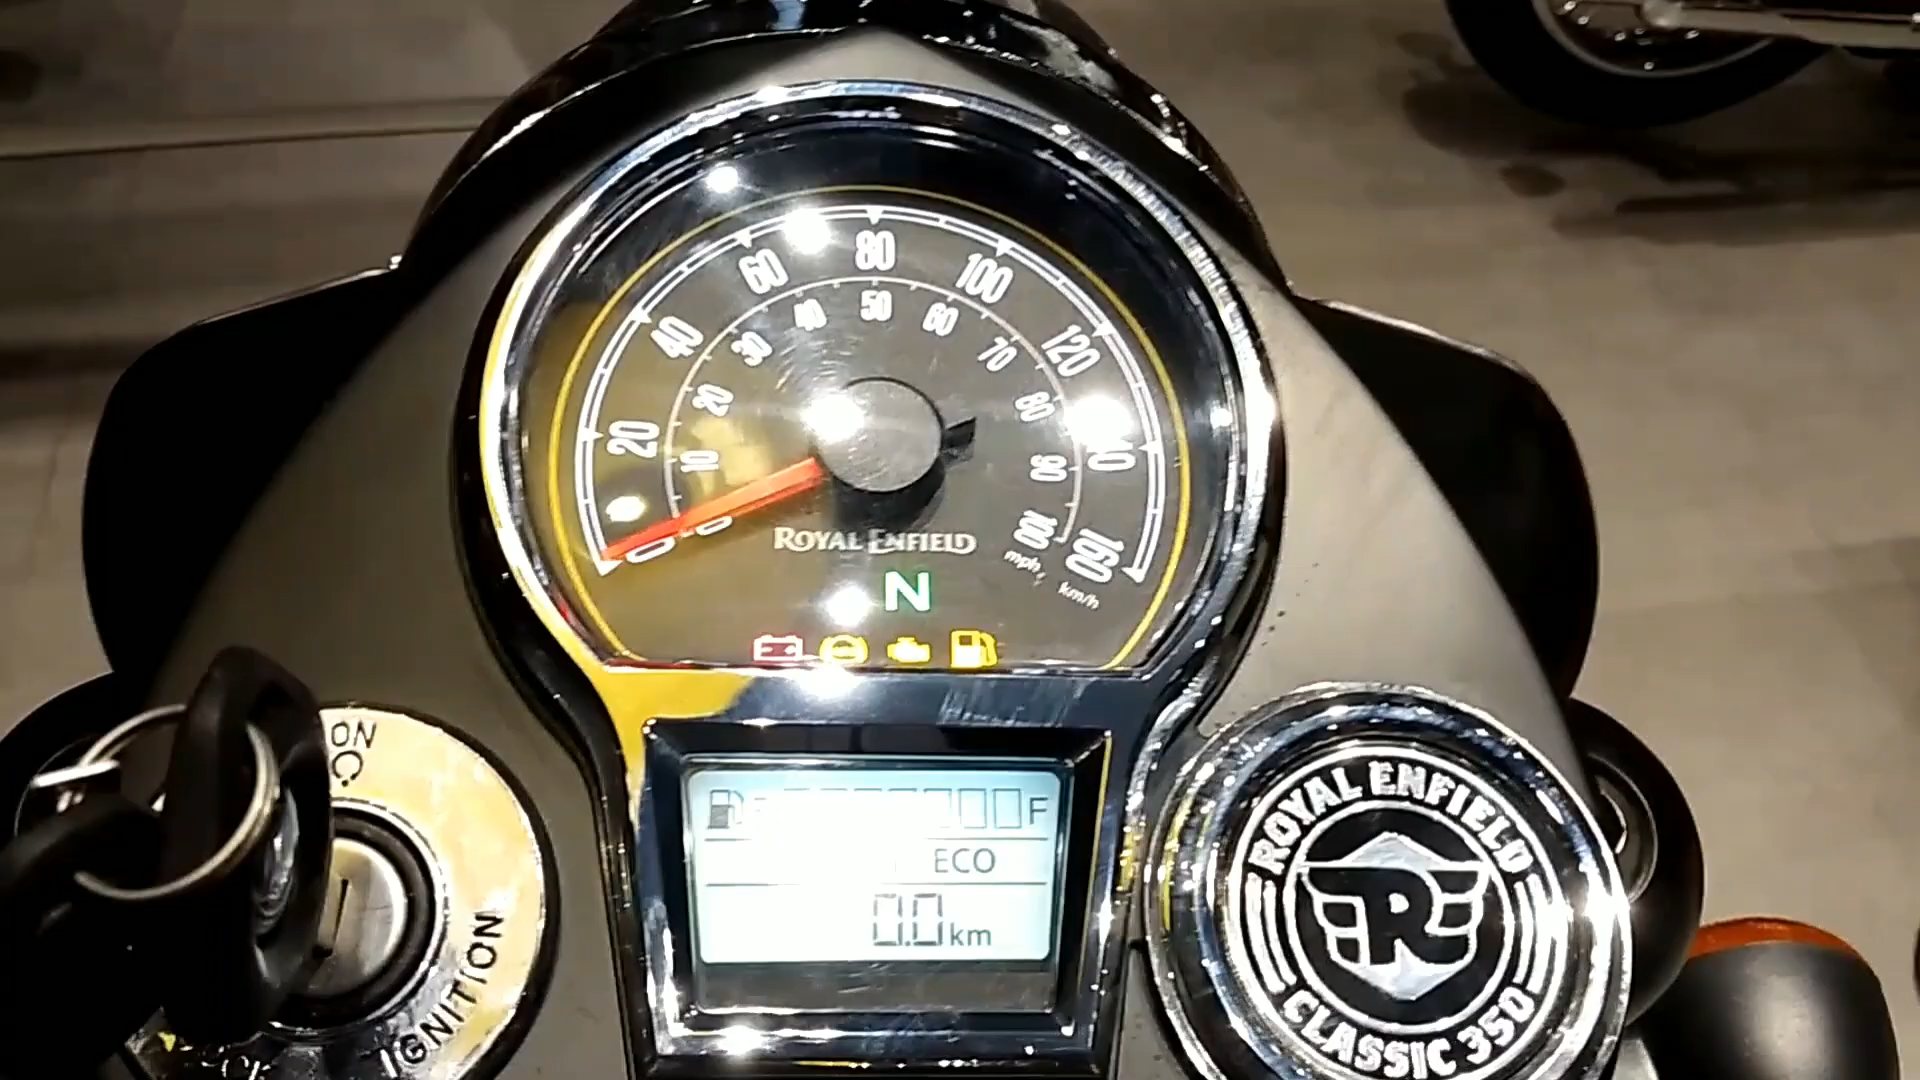 0 20 40 60 80 100 120 140 160
0 10 20 30 40 50 60 70 80 90 100
mph
km/h
ROYAL ENFIELD
N
F
ECO
0.0 km
ON
IGNITION
ROYAL ENFIELD
R
CLASSIC 350